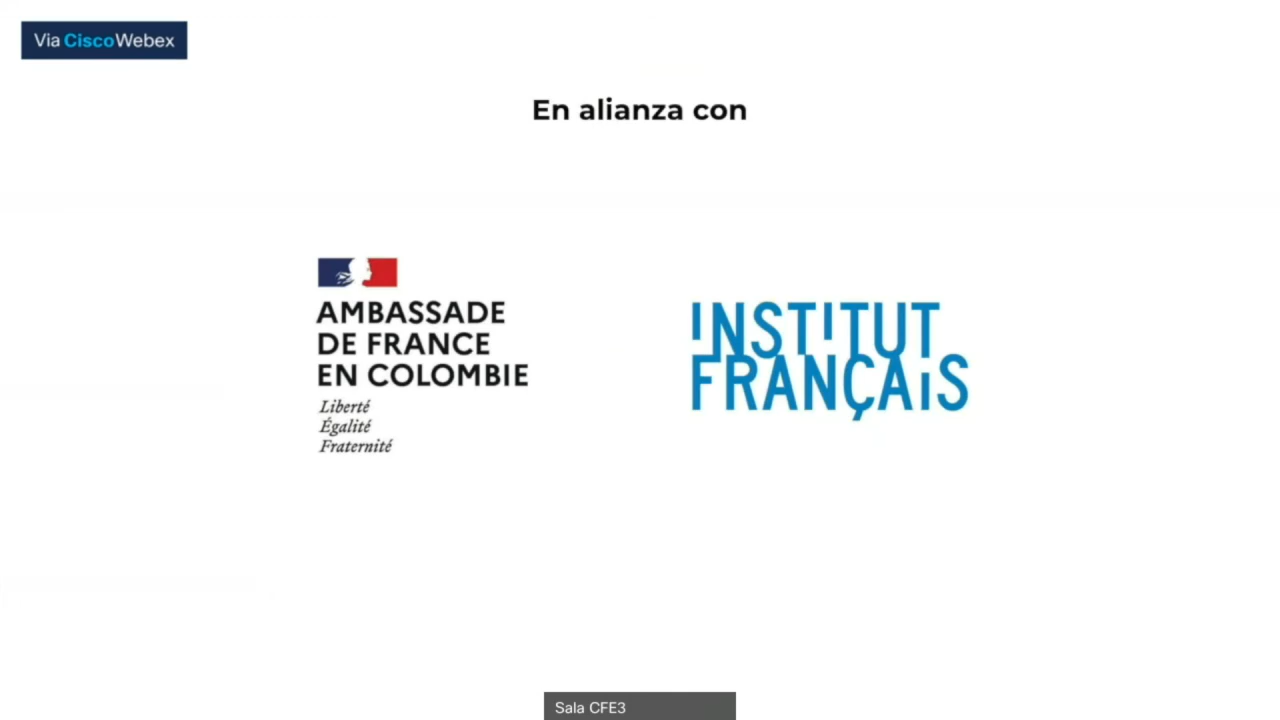 Via CiscoWebex
En alianza con
AMBASSADE
DE FRANCE
EN COLOMBIE
Liberté
Égalité
Fraternité
INSTITUT
FRANÇAIS
Sala CFE3